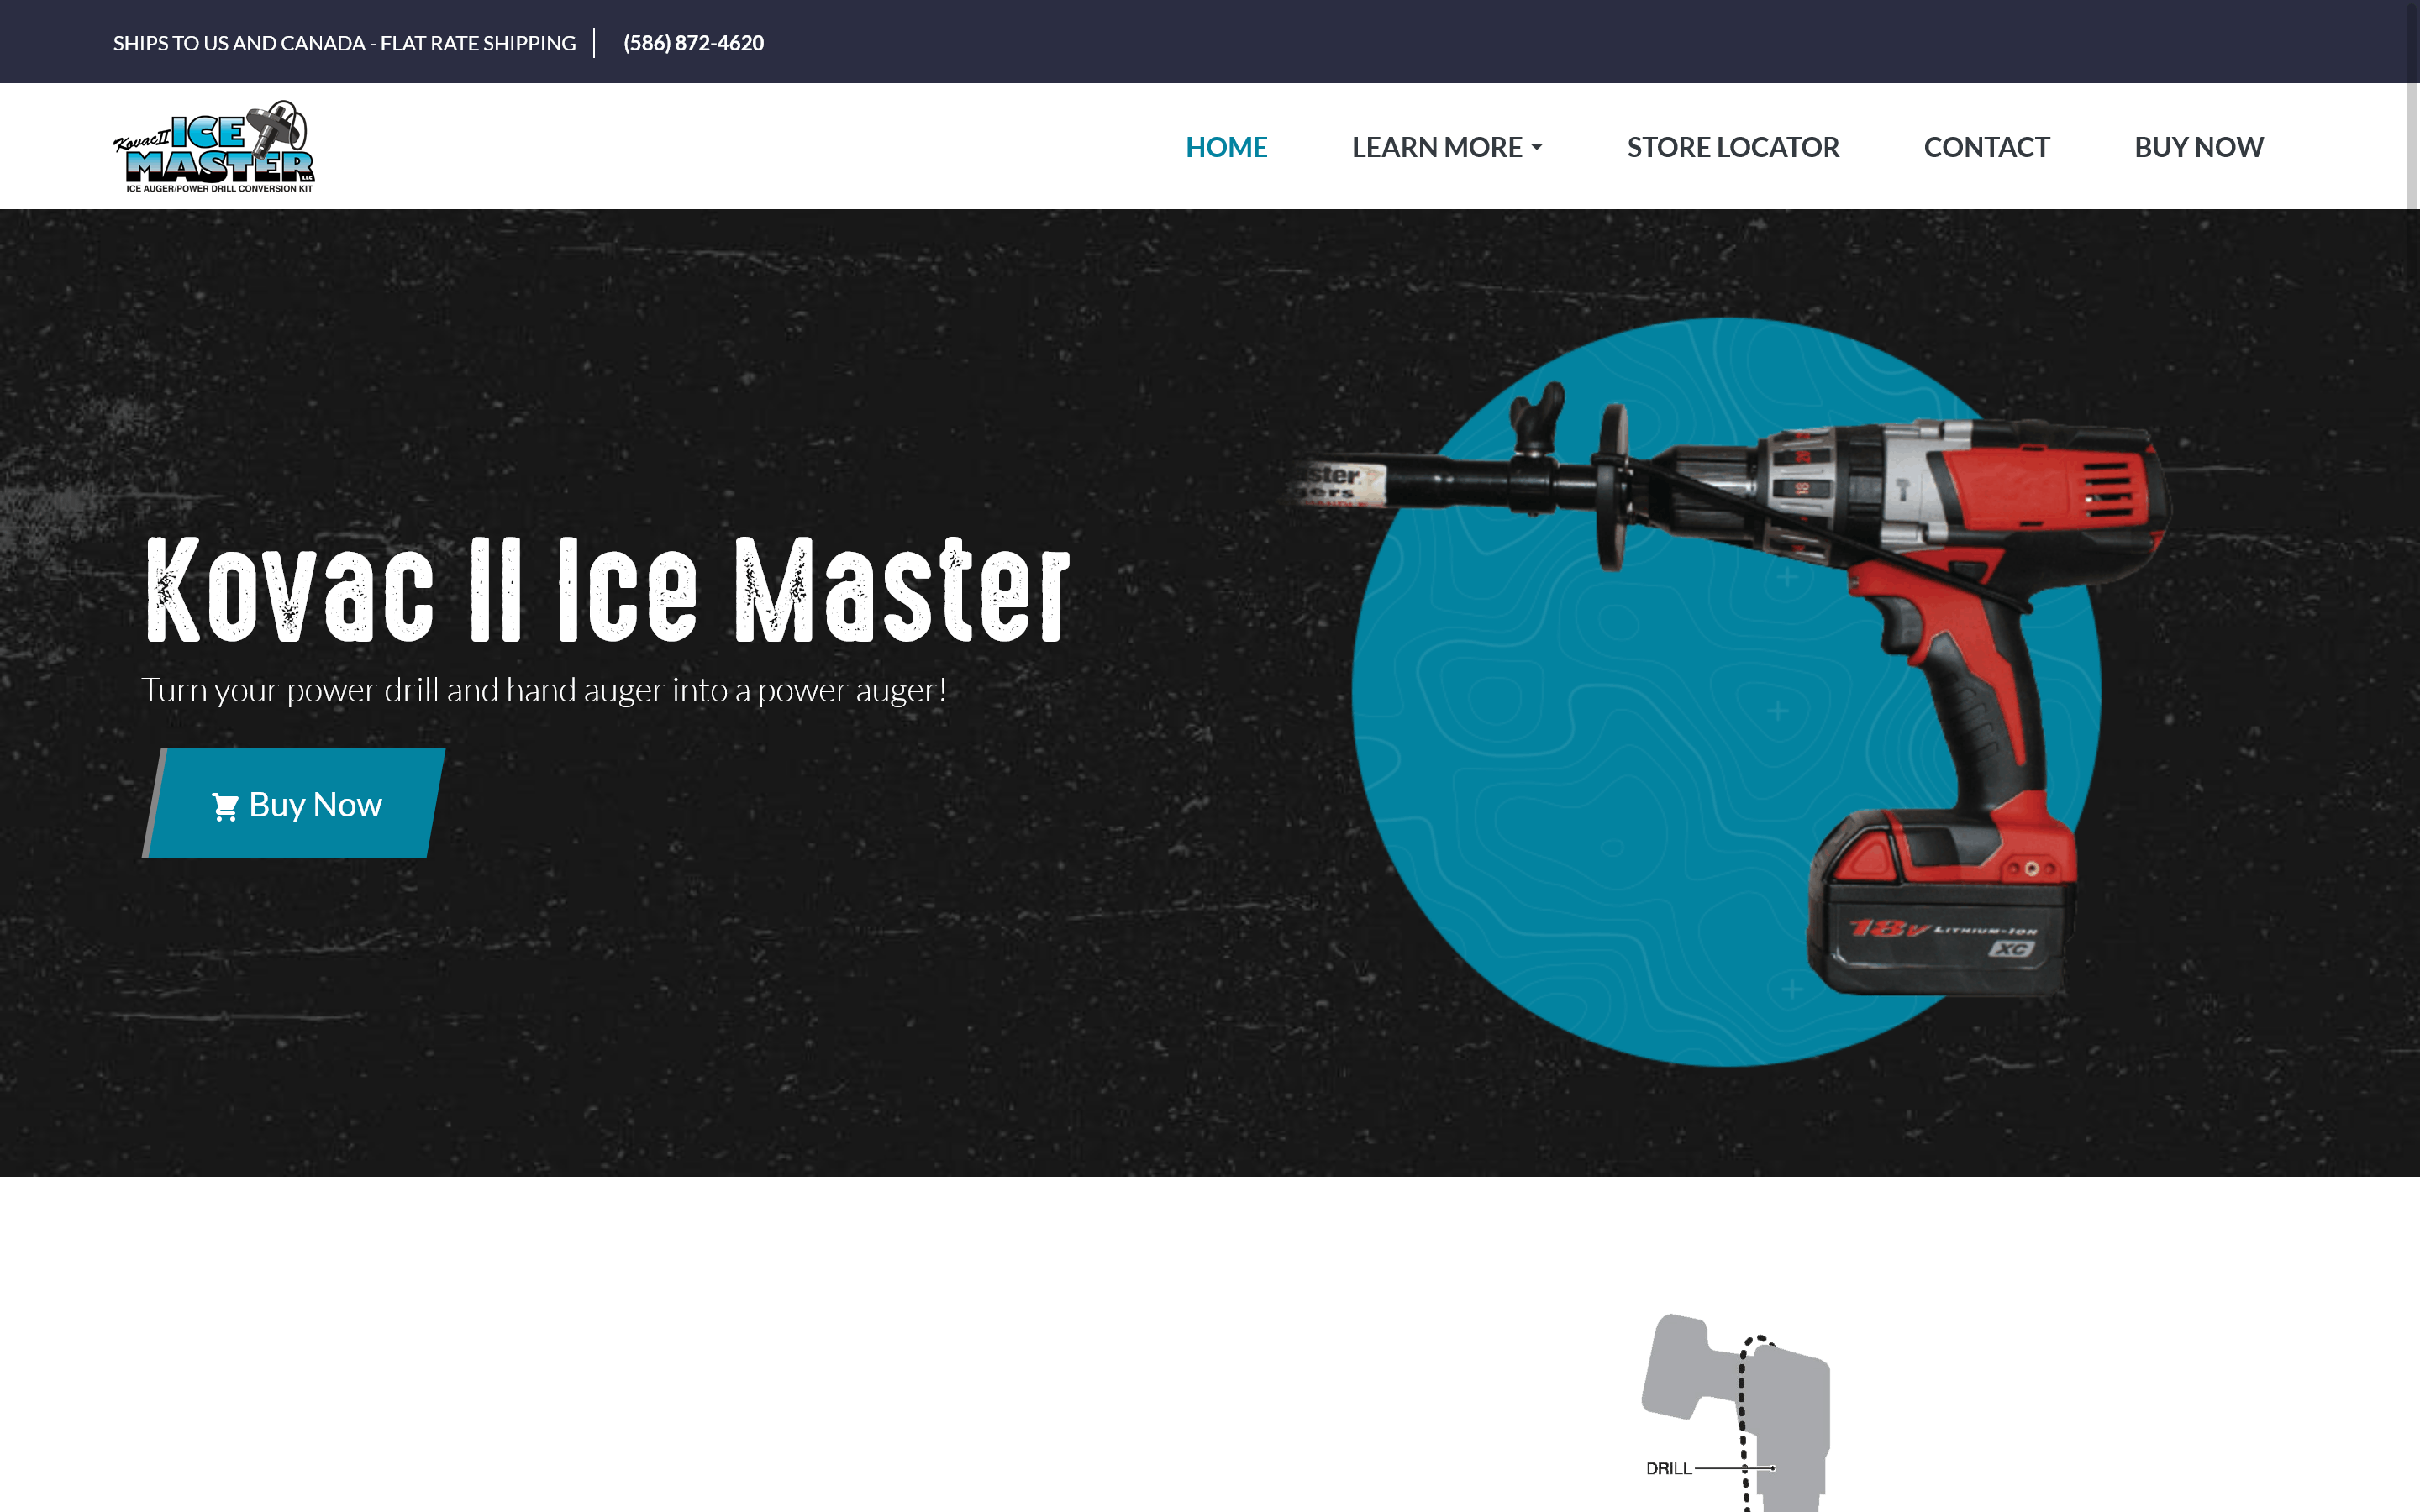 SHIPS TO US AND CANADA - FLAT RATE SHIPPING
(586) 872-4620
Kovac II ICE
MASTER LLC
ICE AUGER/POWER DRILL CONVERSION KIT
HOME
LEARN MORE
STORE LOCATOR
CONTACT
BUY NOW
Kovac II Ice Master
Turn your power drill and hand auger into a power auger!
Buy Now
18V LITHIUM-ION
XC
DRILL